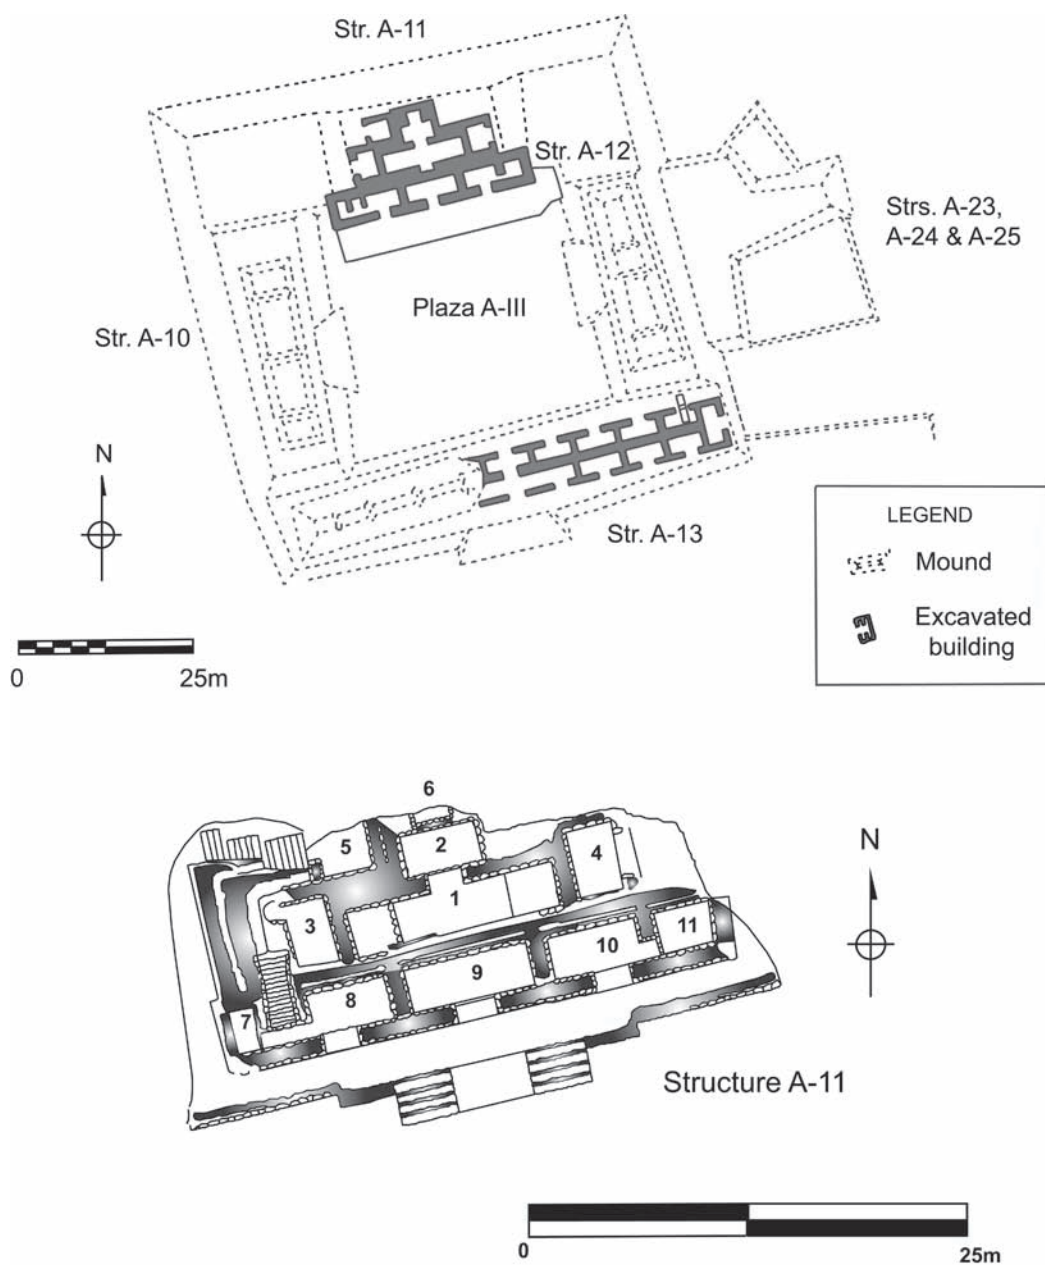 Str. A-11
Str. A-12
Strs. A-23,
A-24 & A-25
Plaza A-III
Str. A-10
N
Str. A-13
LEGEND
Mound
Excavated
building
0 25m
6
5 2
4
1
3
N
11
10
9
8
7
Structure A-11
0 25m